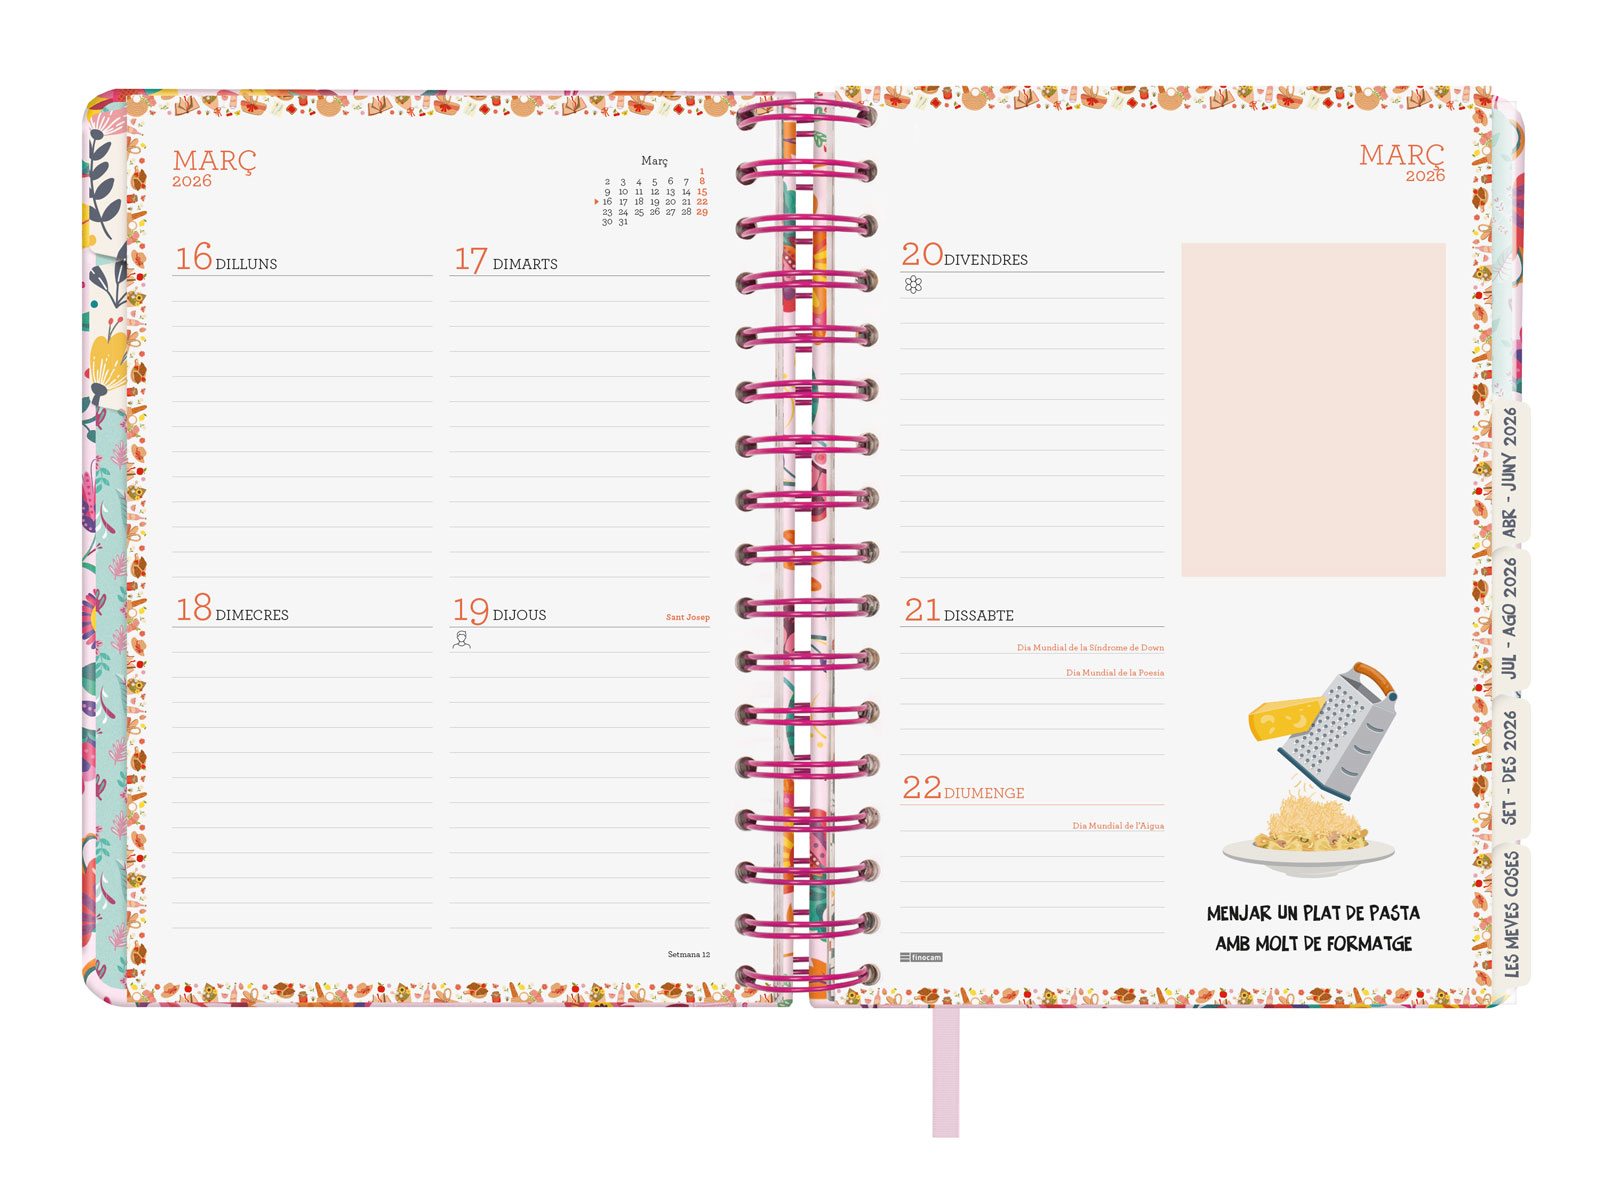 MARÇ
2026
Març
1
2 3 4 5 6 7 8
9 10 11 12 13 14 15
16 17 18 19 20 21 22
23 24 25 26 27 28 29
30 31
16 DILLUNS
17 DIMARTS
18 DIMECRES
19 DIJOUS
Sant Josep
Setmana 12
MARÇ
2026
20 DIVENDRES
21 DISSABTE
Dia Mundial de la Síndrome de Down
Dia Mundial de la Poesia
22 DIUMENGE
Dia Mundial de l'Aigua
finocam
MENJAR UN PLAT DE PASTA
AMB MOLT DE FORMATGE
ABR - JUNY 2026
JUL - AGO 2026
SET - DES 2026
LES MEVES COSES